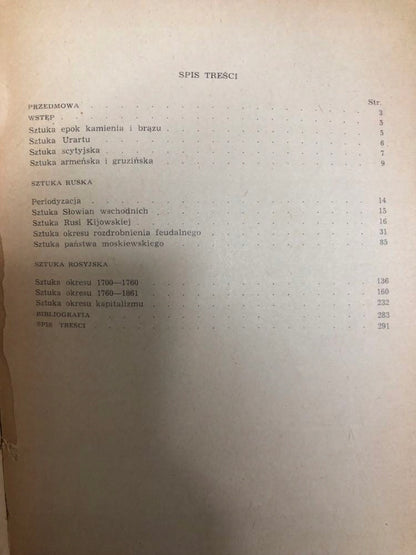 SPIS TREŚCI
Str.
PRZEDMOWA . . . . . . . . . . . 3
WSTĘP . . . . . . . . . . . 5
Sztuka epok kamienia i brązu . . . . . . . . 5
Sztuka Urartu . . . . . . . . . . 6
Sztuka scytyjska . . . . . . . . . . 7
Sztuka armeńska i gruzińska . . . . . . . . 9
SZTUKA RUSKA
Periodyzacja . . . . . . . . . . 14
Sztuka Słowian wschodnich . . . . . . . . 15
Sztuka Rusi Kijowskiej . . . . . . . . . 16
Sztuka okresu rozdrobnienia feudalnego . . . . . . 31
Sztuka państwa moskiewskiego . . . . . . . 85
SZTUKA ROSYJSKA
Sztuka okresu 1700—1760 . . . . . . . . 136
Sztuka okresu 1760—1861 . . . . . . . . 160
Sztuka okresu kapitalizmu . . . . . . . . 232
BIBLIOGRAFIA . . . . . . . . . . 283
SPIS TREŚCI . . . . . . . . . . 291